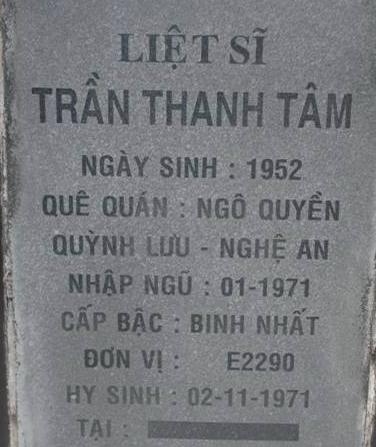 LIỆT SĨ
TRẦN THANH TÂM
NGÀY SINH : 1952
QUÊ QUÁN : NGÔ QUYỀN
QUỲNH LƯU - NGHỆ AN
NHẬP NGŨ : 01-1971
CẤP BẬC : BINH NHẤT
ĐƠN VỊ : E2290
HY SINH : 02-11-1971
TẠI :